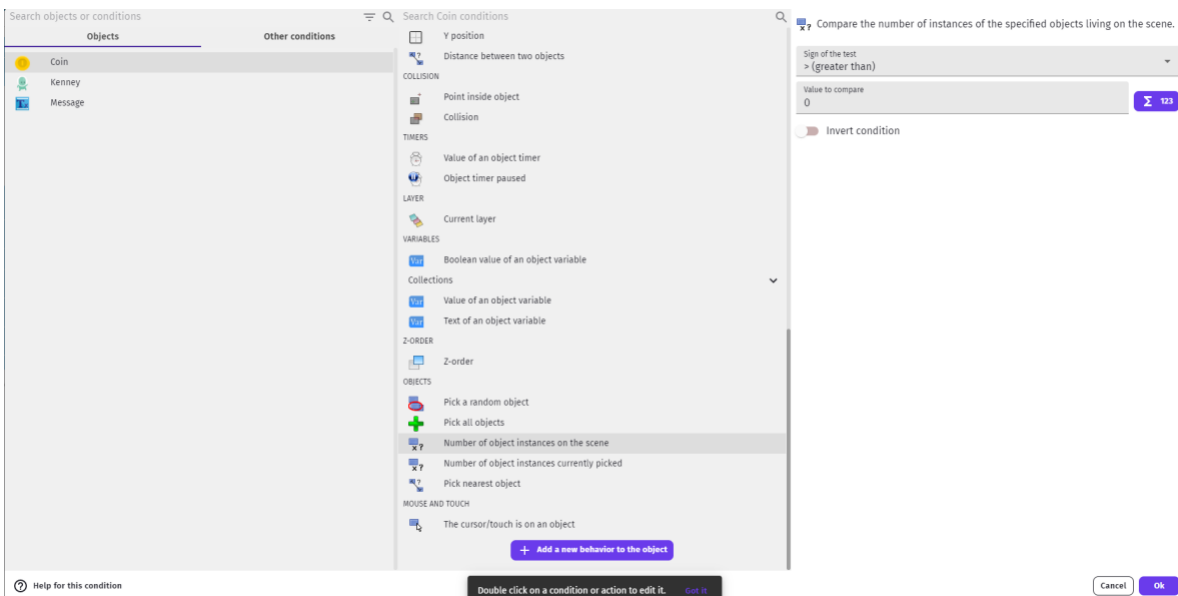 Search objects or conditions
Objects
Other conditions
Coin
Kenney
Message
Search Coin conditions
Y position
Distance between two objects
COLLISION
Point inside object
Collision
TIMERS
Value of an object timer
Object timer paused
LAYER
Current layer
VARIABLES
Var Boolean value of an object variable
Collections
Var Value of an object variable
Var Text of an object variable
Z-ORDER
Z-order
OBJECTS
Pick a random object
Pick all objects
x? Number of object instances on the scene
x? Number of object instances currently picked
Pick nearest object
MOUSE AND TOUCH
The cursor/touch is on an object
+ Add a new behavior to the object
x? Compare the number of instances of the specified objects living on the scene.
Sign of the test
> (greater than)
Value to compare
0
Σ 123
Invert condition
? Help for this condition
Double click on a condition or action to edit it. Got it
Cancel
Ok